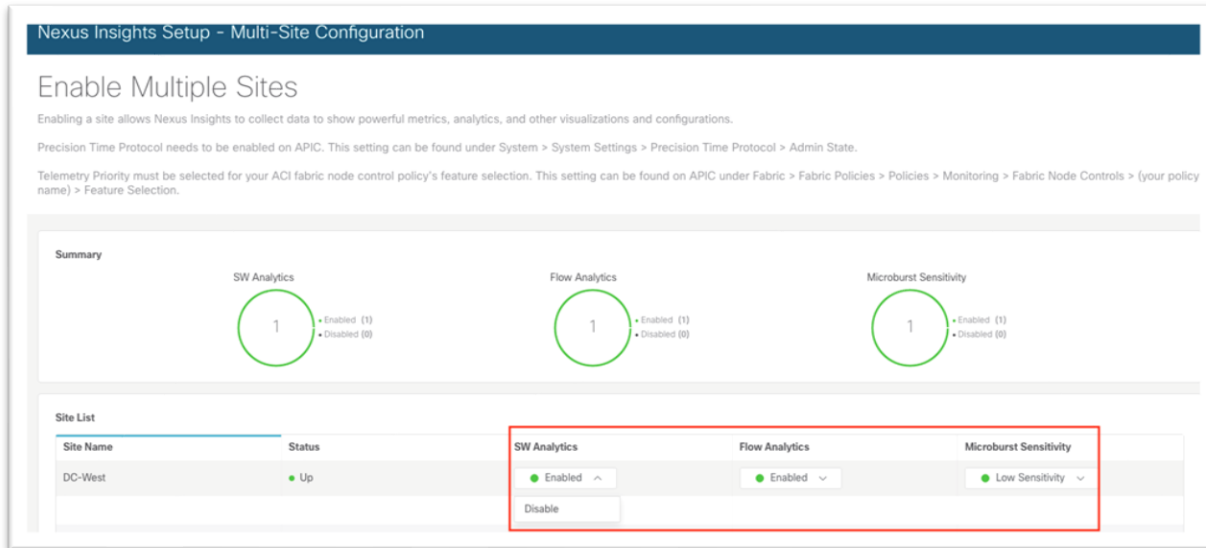 Nexus Insights Setup - Multi-Site Configuration
Enable Multiple Sites
Enabling a site allows Nexus Insights to collect data to show powerful metrics, analytics, and other visualizations and configurations.
Precision Time Protocol needs to be enabled on APIC. This setting can be found under System > System Settings > Precision Time Protocol > Admin State.
Telemetry Priority must be selected for your ACI fabric node control policy's feature selection. This setting can be found on APIC under Fabric > Fabric Policies > Policies > Monitoring > Fabric Node Controls > (your policy
name) > Feature Selection.
Summary
SW Analytics
1
Enabled (1)
Disabled (0)
Flow Analytics
1
Enabled (1)
Disabled (0)
Microburst Sensitivity
1
Enabled (1)
Disabled (0)
Site List
Site Name Status SW Analytics Flow Analytics Microburst Sensitivity
DC-West Up Enabled Enabled Low Sensitivity
Disable